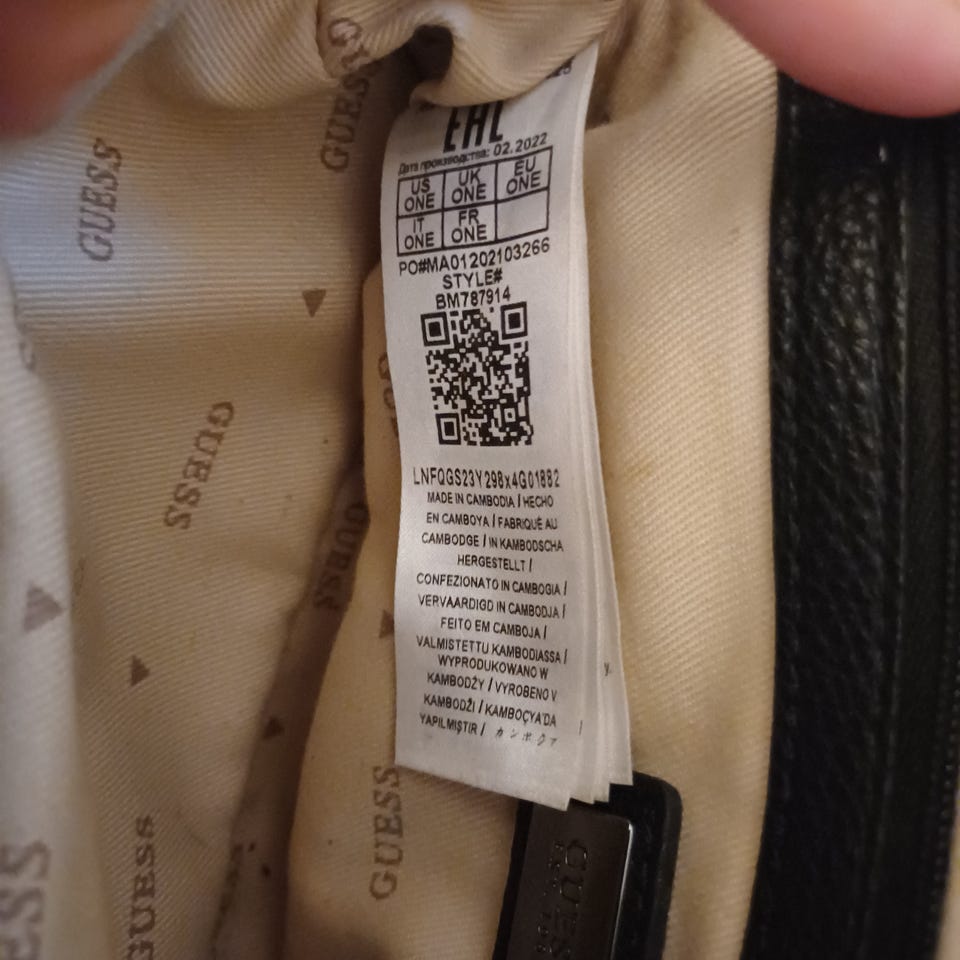 EAC
Дата производства: 02.2022
US ONE UK ONE EU ONE
IT ONE FR ONE
PO#MA01202103266
STYLE#
BM787914
LNFQGS23Y298x4G01882
MADE IN CAMBODIA / HECHO
EN CAMBOYA / FABRIQUÉ AU
CAMBODGE / IN KAMBODSCHA
HERGESTELLT /
CONFEZIONATO IN CAMBOGIA /
VERVAARDIGD IN CAMBODJA /
FEITO EM CAMBOJA /
VALMISTETTU KAMBODIASSA /
WYPRODUKOWANO W
KAMBODŻY / VYROBENO V
KAMBODŽI / KAMBOÇYA'DA
YAPILMIŞTIR / カンボジア
GUESS
GUESS
GUESS
GUESS
GUESS
GUESS
GUESS